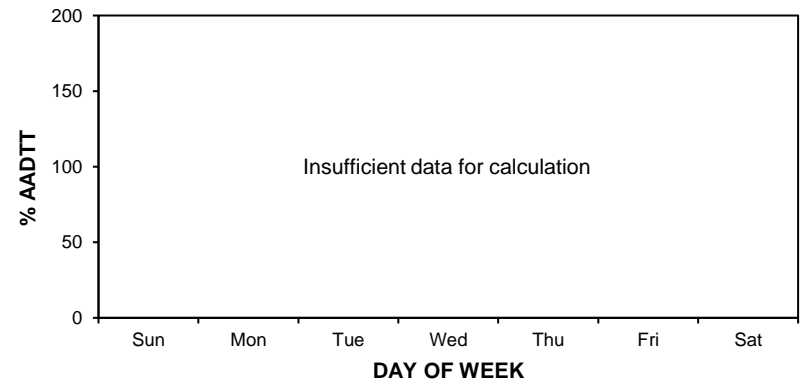 200
150
100
50
0
% AADTT
Insufficient data for calculation
Sun Mon Tue Wed Thu Fri Sat
DAY OF WEEK